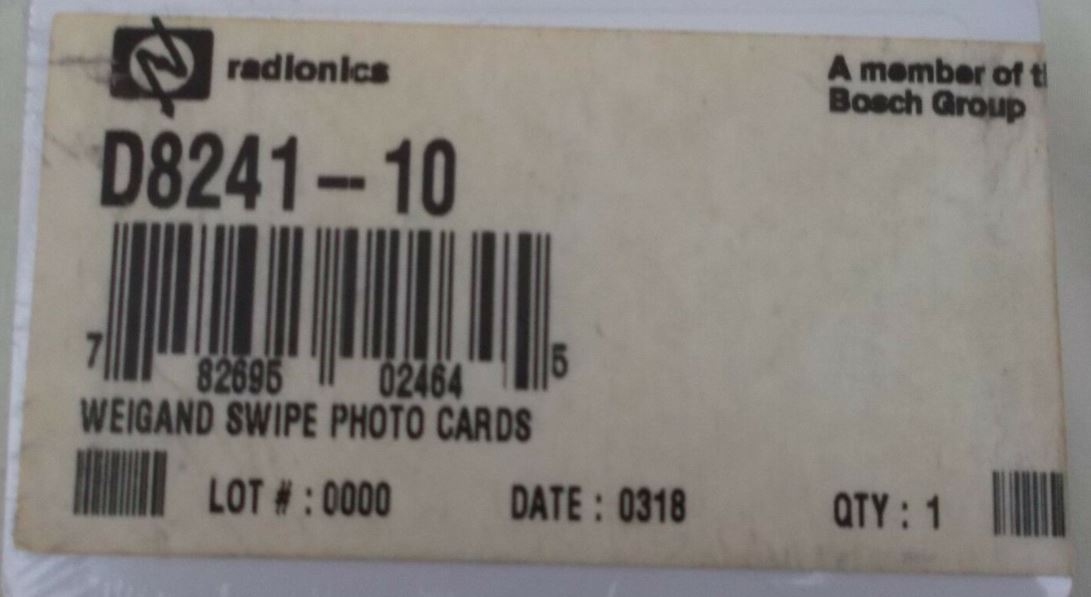 radionics
A member of t
Bosch Group
D8241-10
7 82695 02464 5
WEIGAND SWIPE PHOTO CARDS
LOT # : 0000 DATE : 0318 QTY : 1